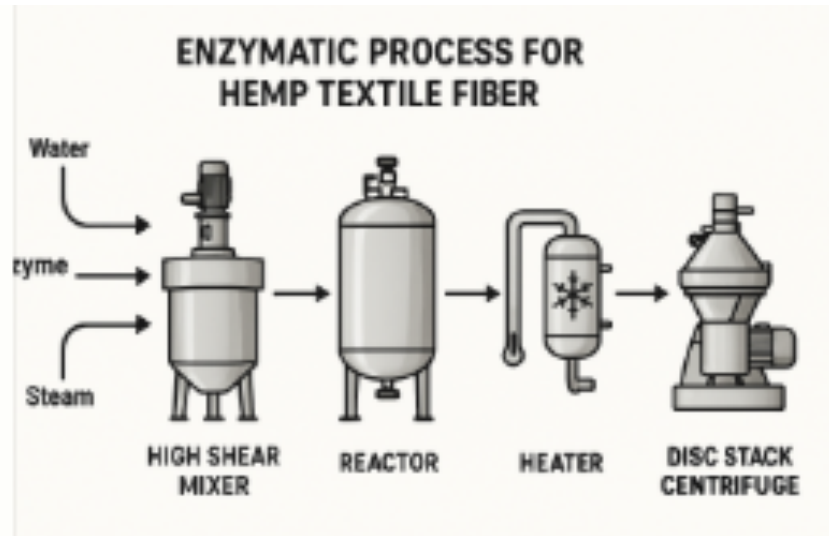 ENZYMATIC PROCESS FOR
HEMP TEXTILE FIBER
Water
zyme
Steam
HIGH SHEAR
MIXER
REACTOR
HEATER
DISC STACK
CENTRIFUGE